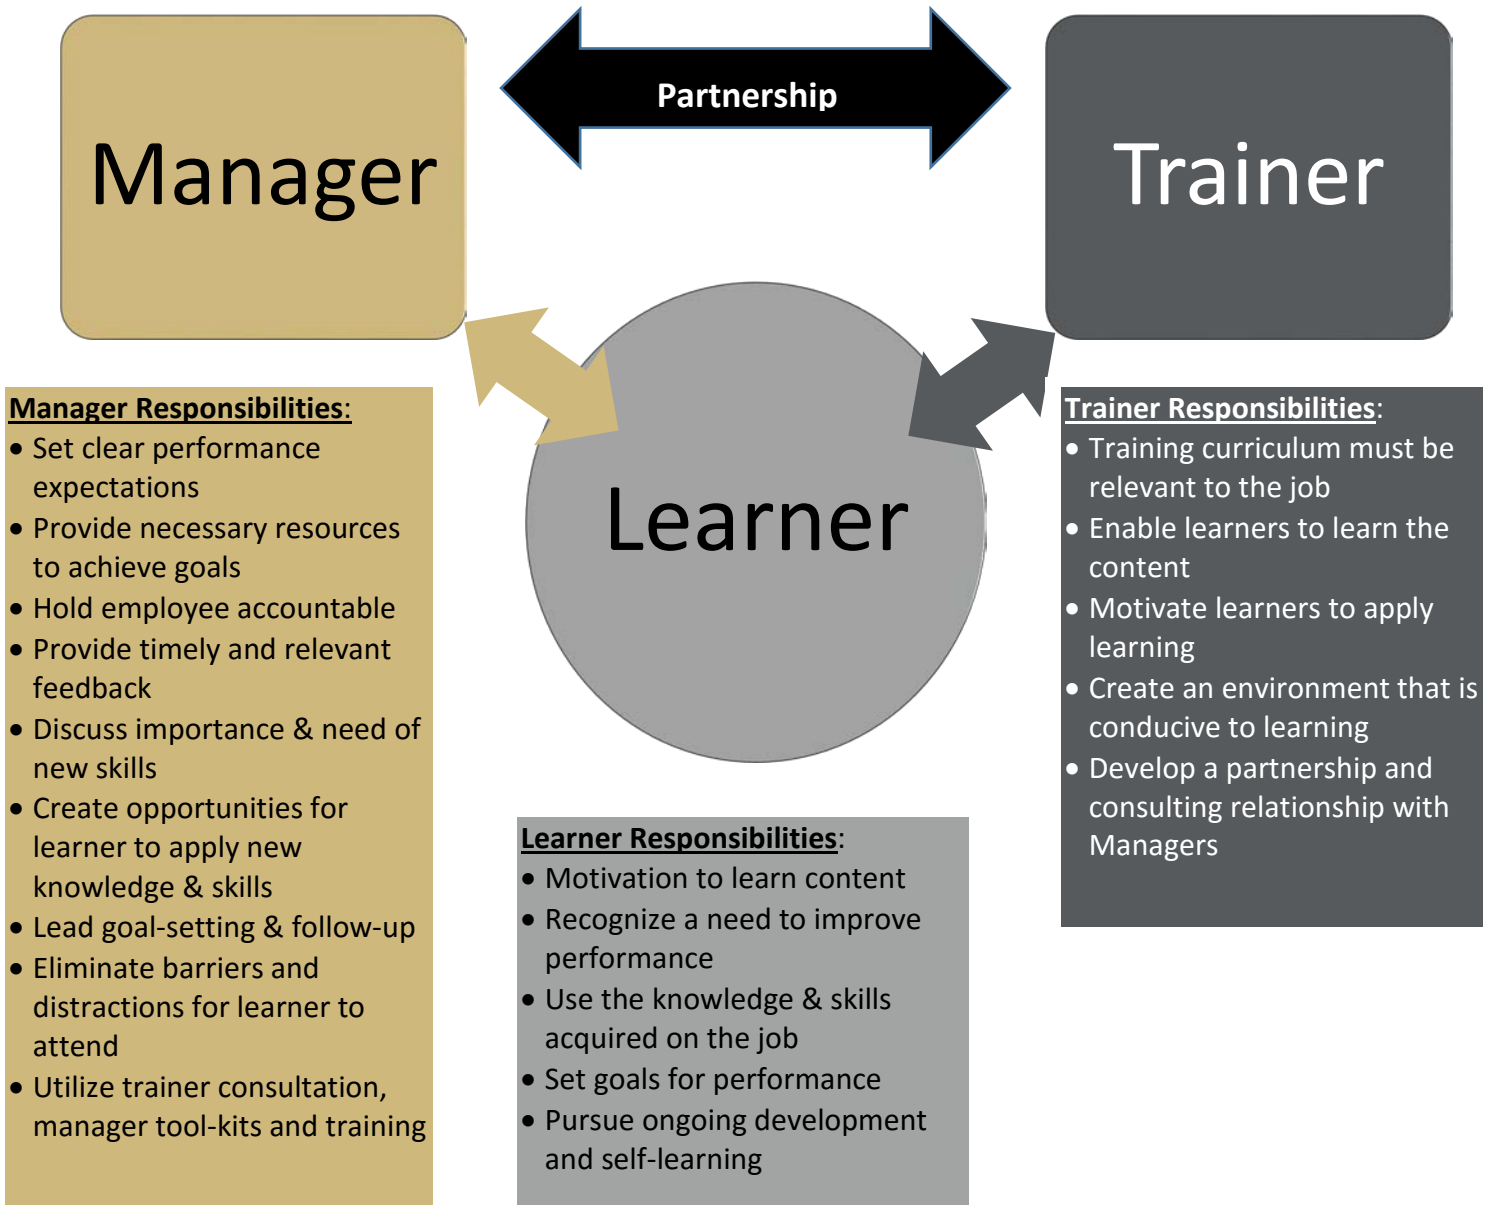 Partnership
Manager
Trainer
Learner
Manager Responsibilities:
• Set clear performance
expectations
• Provide necessary resources
to achieve goals
• Hold employee accountable
• Provide timely and relevant
feedback
• Discuss importance & need of
new skills
• Create opportunities for
learner to apply new
knowledge & skills
• Lead goal-setting & follow-up
• Eliminate barriers and
distractions for learner to
attend
• Utilize trainer consultation,
manager tool-kits and training
Learner Responsibilities:
• Motivation to learn content
• Recognize a need to improve
performance
• Use the knowledge & skills
acquired on the job
• Set goals for performance
• Pursue ongoing development
and self-learning
Trainer Responsibilities:
• Training curriculum must be
relevant to the job
• Enable learners to learn the
content
• Motivate learners to apply
learning
• Create an environment that is
conducive to learning
• Develop a partnership and
consulting relationship with
Managers